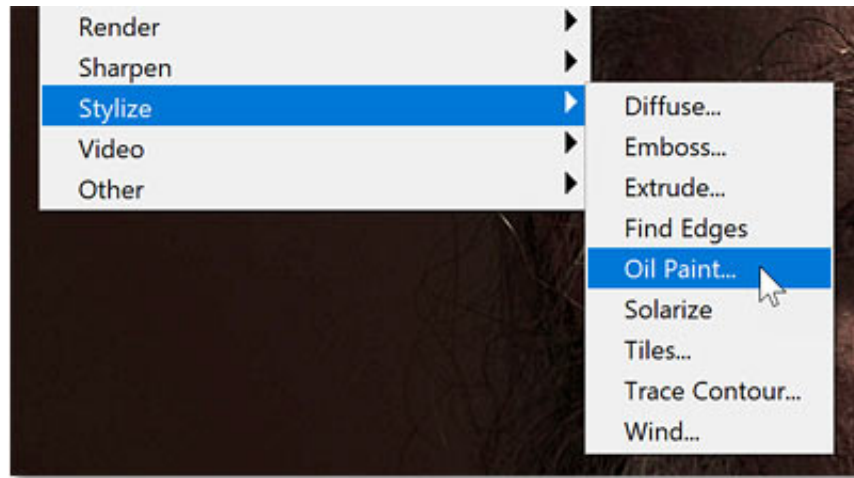 Render
Sharpen
Stylize
Video
Other
Diffuse...
Emboss...
Extrude...
Find Edges
Oil Paint...
Solarize
Tiles...
Trace Contour...
Wind...